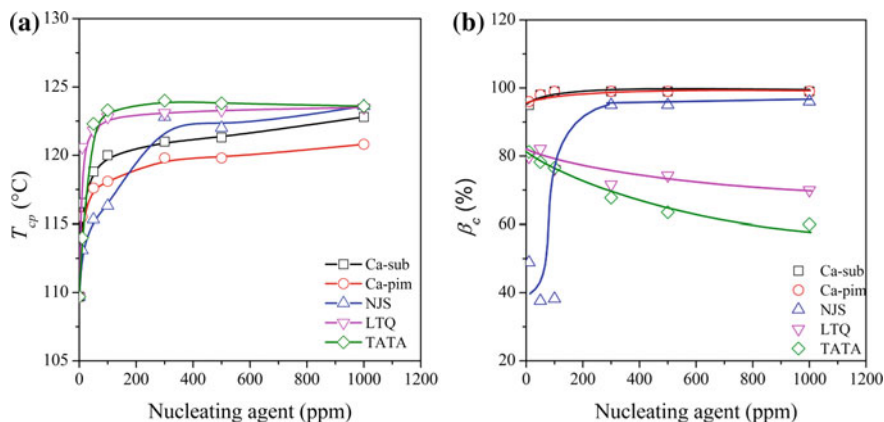 (a)
130
125
120
115
110
105
T_cp (°C)
0 200 400 600 800 1000 1200
Nucleating agent (ppm)
Ca-sub
Ca-pim
NJS
LTQ
TATA
(b)
120
100
80
60
40
20
β_c (%)
0 200 400 600 800 1000 1200
Nucleating agent (ppm)
Ca-sub
Ca-pim
NJS
LTQ
TATA